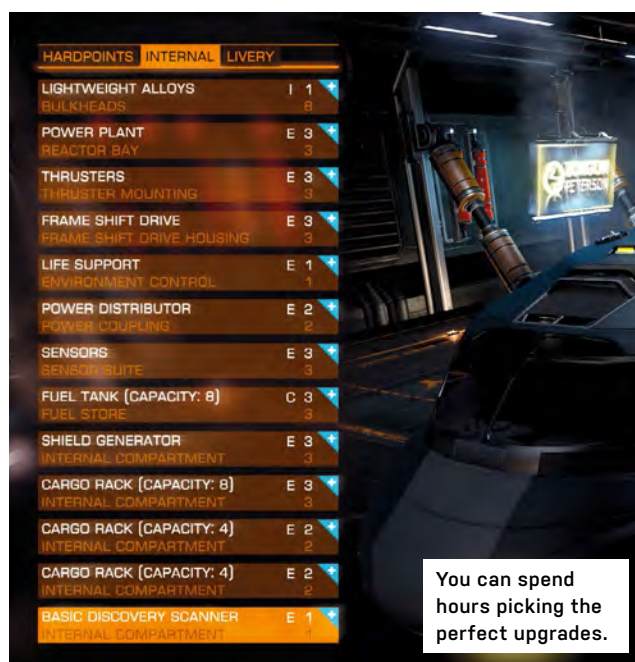 HARDPOINTS INTERNAL LIVERY
LIGHTWEIGHT ALLOYS I 1
BULKHEADS 8
POWER PLANT E 3
REACTOR BAY 3
THRUSTERS E 3
THRUSTER MOUNTING 3
FRAME SHIFT DRIVE E 3
FRAME SHIFT DRIVE HOUSING 3
LIFE SUPPORT E 1
ENVIRONMENT CONTROL 1
POWER DISTRIBUTOR E 2
POWER COUPLING 2
SENSORS E 3
SENSOR SUITE 3
FUEL TANK (CAPACITY: 8) C 3
FUEL STORE 3
SHIELD GENERATOR E 3
INTERNAL COMPARTMENT 3
CARGO RACK (CAPACITY: 8) E 3
INTERNAL COMPARTMENT 3
CARGO RACK (CAPACITY: 4) E 2
INTERNAL COMPARTMENT 2
CARGO RACK (CAPACITY: 4) E 2
INTERNAL COMPARTMENT 2
BASIC DISCOVERY SCANNER E 1
INTERNAL COMPARTMENT 1
PETERSON
You can spend
hours picking the
perfect upgrades.